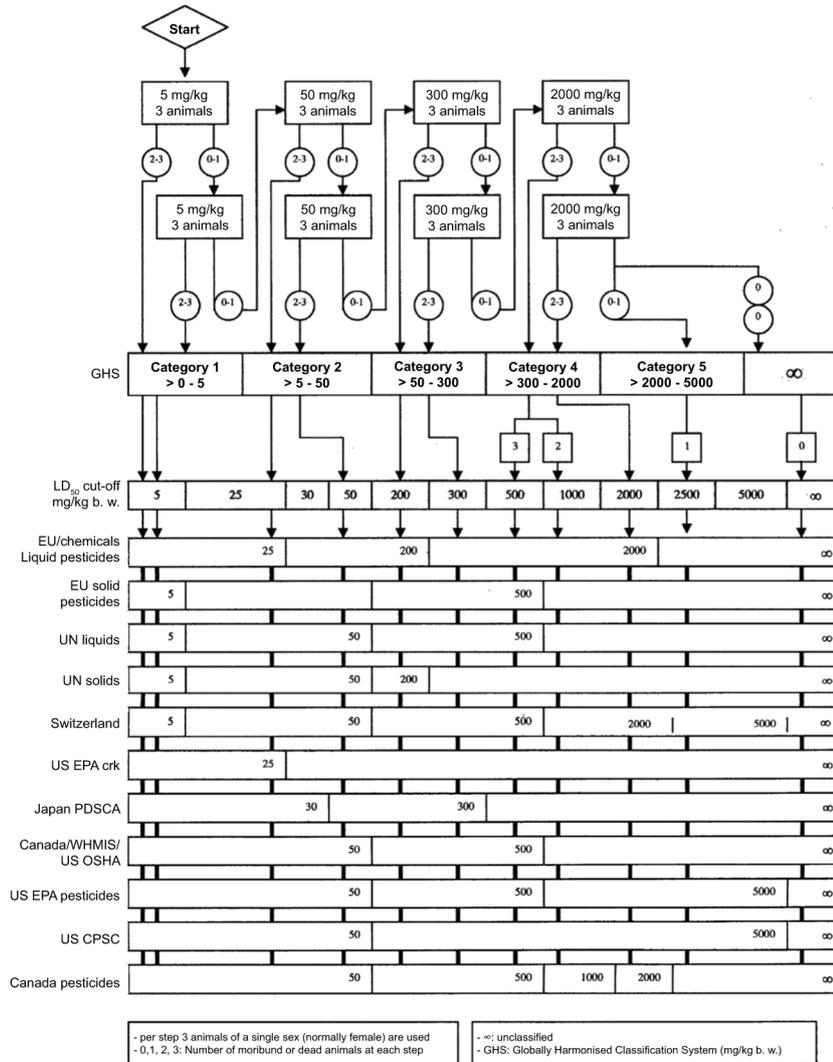 Start
5 mg/kg
3 animals
50 mg/kg
3 animals
300 mg/kg
3 animals
2000 mg/kg
3 animals
2-3
0-1
2-3
0-1
2-3
0-1
2-3
0-1
5 mg/kg
3 animals
50 mg/kg
3 animals
300 mg/kg
3 animals
2000 mg/kg
3 animals
2-3
0-1
2-3
0-1
2-3
0-1
2-3
0-1
0
0
GHS
Category 1
> 0 - 5
Category 2
> 5 - 50
Category 3
> 50 - 300
Category 4
> 300 - 2000
Category 5
> 2000 - 5000
∞
3
2
1
0
LD50 cut-off
mg/kg b. w.
5 25 30 50 200 300 500 1000 2000 2500 5000 ∞
EU/chemicals
Liquid pesticides
25 200 2000 ∞
EU solid
pesticides
5 500 ∞
UN liquids
5 50 500 ∞
UN solids
5 50 200 ∞
Switzerland
5 50 500 2000 5000 ∞
US EPA crk
25 ∞
Japan PDSCA
30 300 ∞
Canada/WHMIS/
US OSHA
50 500 ∞
US EPA pesticides
50 500 5000 ∞
US CPSC
50 5000 ∞
Canada pesticides
50 500 1000 2000 ∞
- per step 3 animals of a single sex (normally female) are used
- 0,1, 2, 3: Number of moribund or dead animals at each step
- ∞: unclassified
- GHS: Globally Harmonised Classification System (mg/kg b. w.)